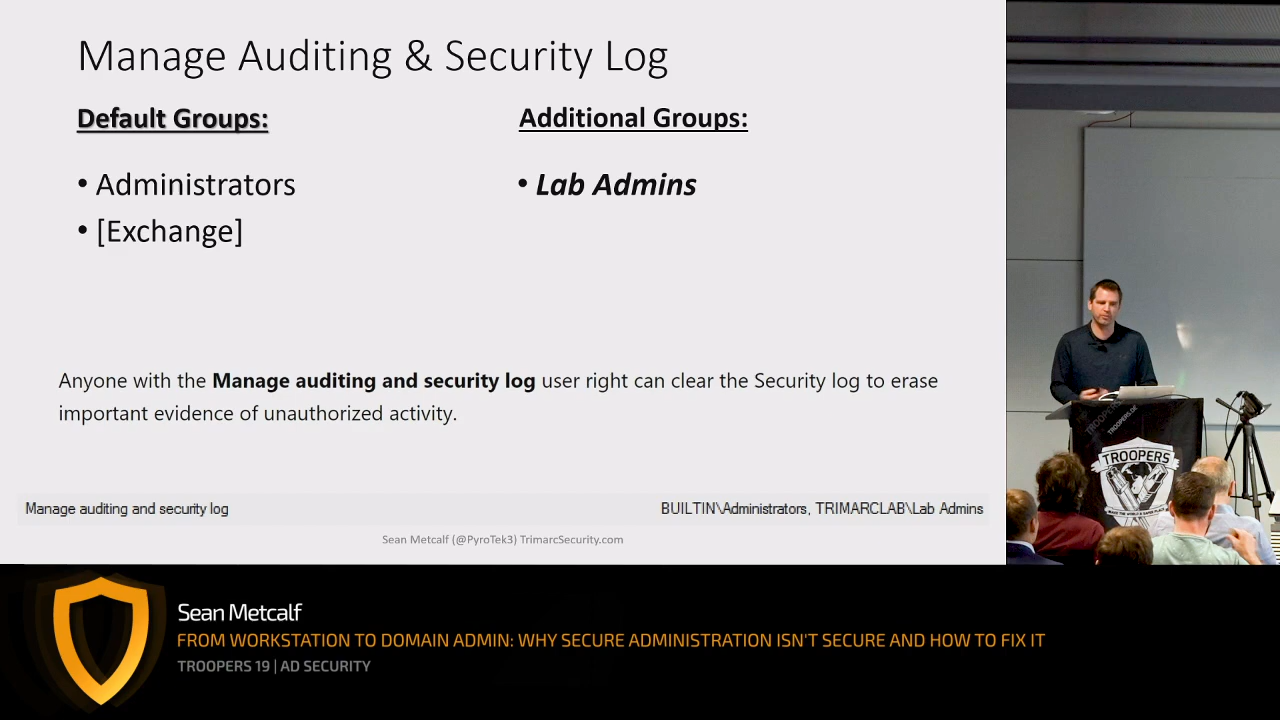 Manage Auditing & Security Log
Default Groups:
Additional Groups:
• Administrators
• [Exchange]
• Lab Admins
Anyone with the Manage auditing and security log user right can clear the Security log to erase
important evidence of unauthorized activity.
Manage auditing and security log
BUILTIN\Administrators, TRIMARCLAB\Lab Admins
Sean Metcalf (@PyroTek3) TrimarcSecurity.com
TROOPERS
TROOPERS.DE
TROOPERS
Sean Metcalf
FROM WORKSTATION TO DOMAIN ADMIN: WHY SECURE ADMINISTRATION ISN'T SECURE AND HOW TO FIX IT
TROOPERS 19 | AD SECURITY